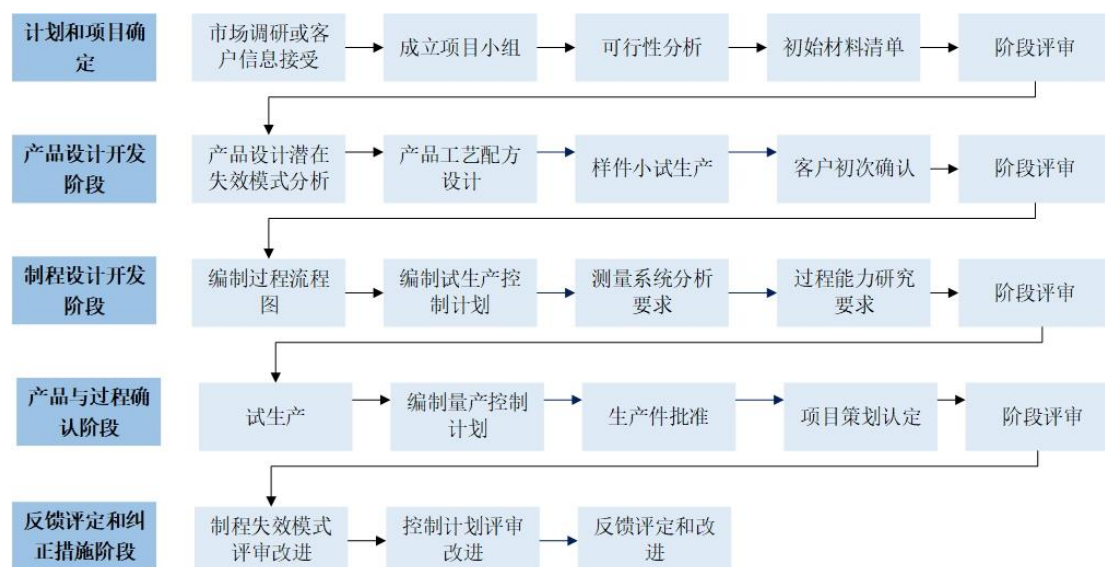 计划和项目确
定
市场调研或客
户信息接受
成立项目小组
可行性分析
初始材料清单
阶段评审
产品设计开发
阶段
产品设计潜在
失效模式分析
产品工艺配方
设计
样件小试生产
客户初次确认
阶段评审
制程设计开发
阶段
编制过程流程
图
编制试生产控
制计划
测量系统分析
要求
过程能力研究
要求
阶段评审
产品与过程确
认阶段
试生产
编制量产控制
计划
生产件批准
项目策划认定
阶段评审
反馈评定和纠
正措施阶段
制程失效模式
评审改进
控制计划评审
改进
反馈评定和改
进